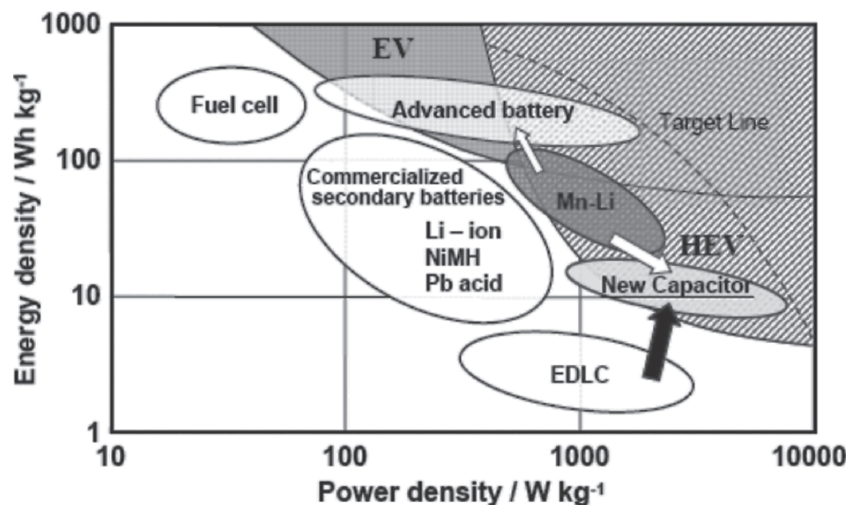 Energy density / Wh kg-1
1000
100
10
1
EV
Fuel cell
Advanced battery
Target Line
Commercialized
secondary batteries
Li – ion
NiMH
Pb acid
Mn-Li
HEV
New Capacitor
EDLC
10
100
1000
10000
Power density / W kg-1